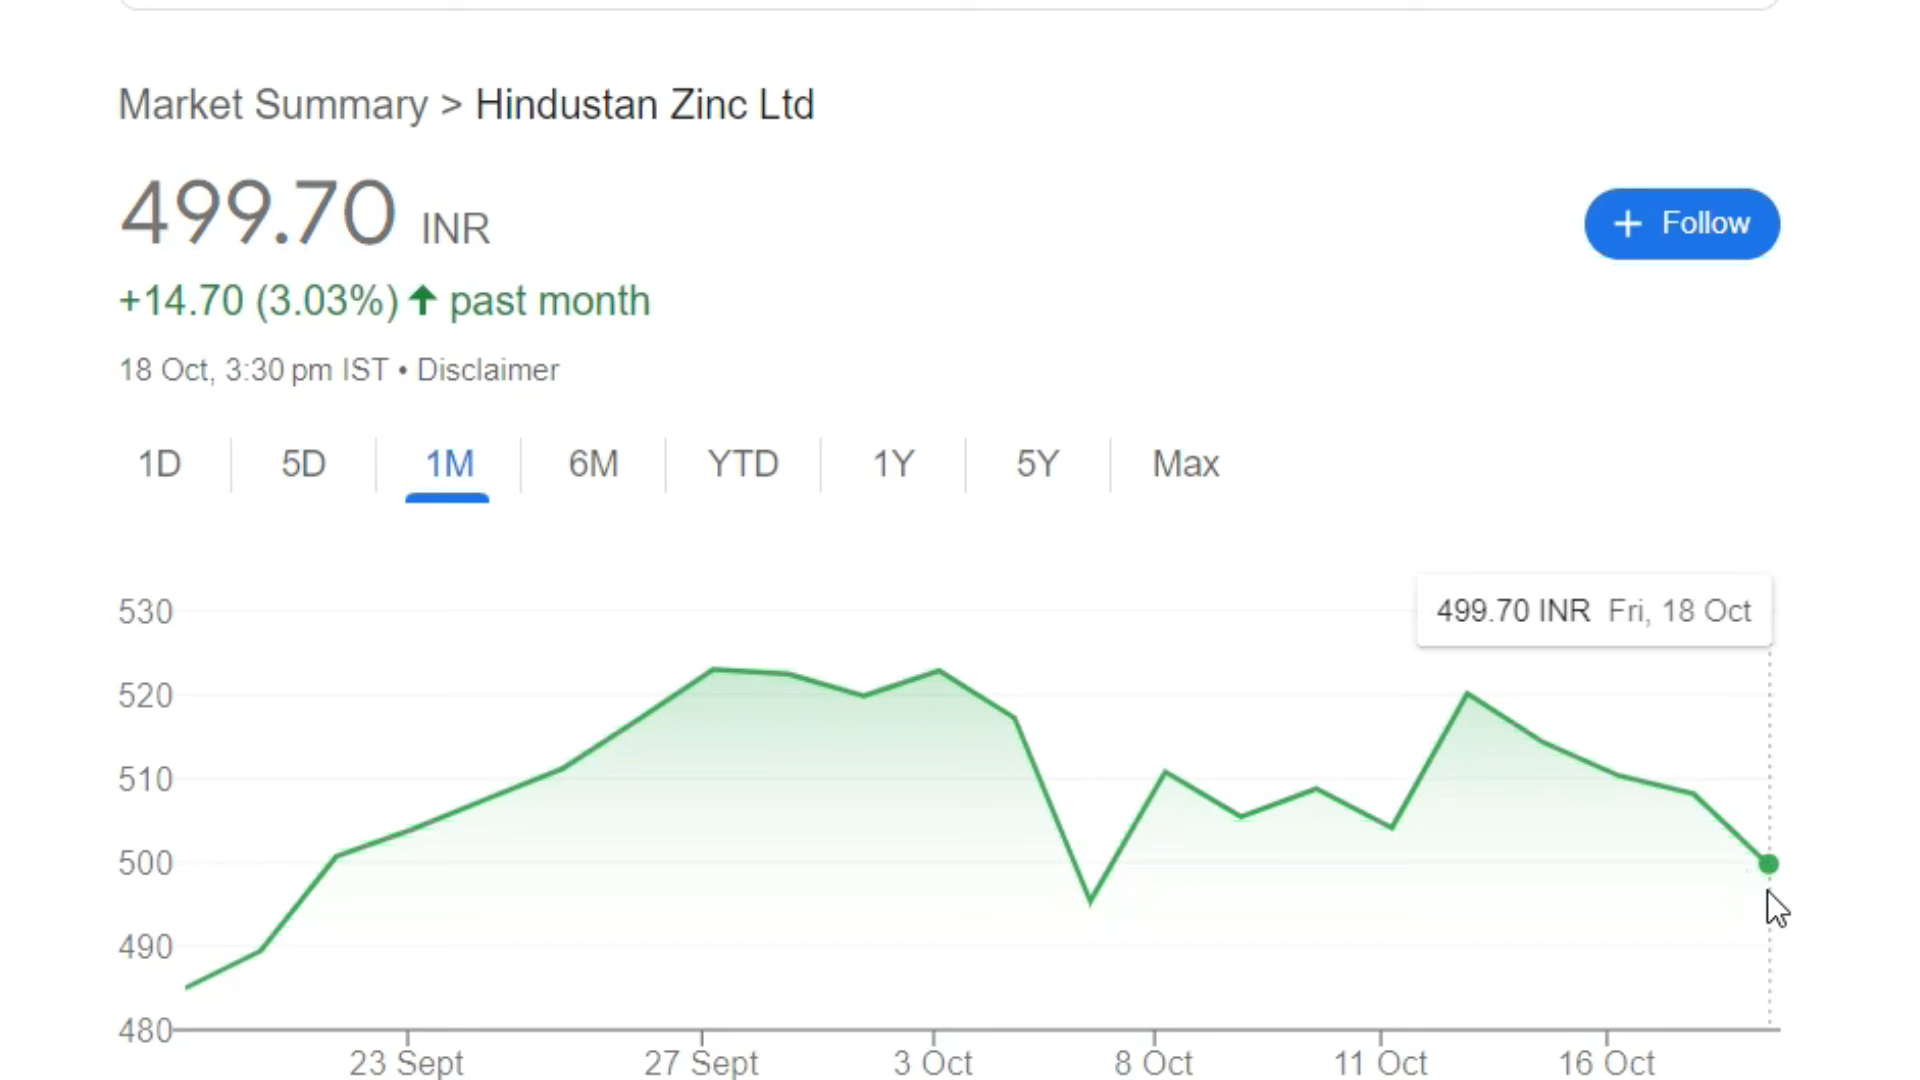 Market Summary > Hindustan Zinc Ltd
499.70 INR
+ Follow
+14.70 (3.03%) ↑ past month
18 Oct, 3:30 pm IST • Disclaimer
1D 5D 1M 6M YTD 1Y 5Y Max
499.70 INR Fri, 18 Oct
530
520
510
500
490
480
23 Sept 27 Sept 3 Oct 8 Oct 11 Oct 16 Oct